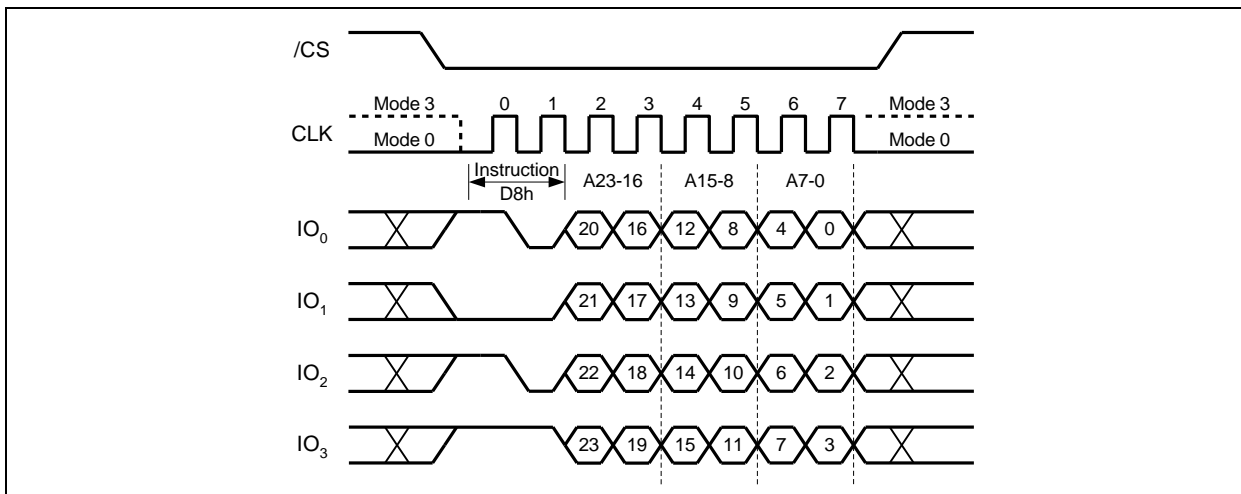 /CS
Mode 3 0 1 2 3 4 5 6 7 Mode 3
CLK
Mode 0 Mode 0
Instruction A23-16 A15-8 A7-0
D8h
IO0 20 16 12 8 4 0
IO1 21 17 13 9 5 1
IO2 22 18 14 10 6 2
IO3 23 19 15 11 7 3